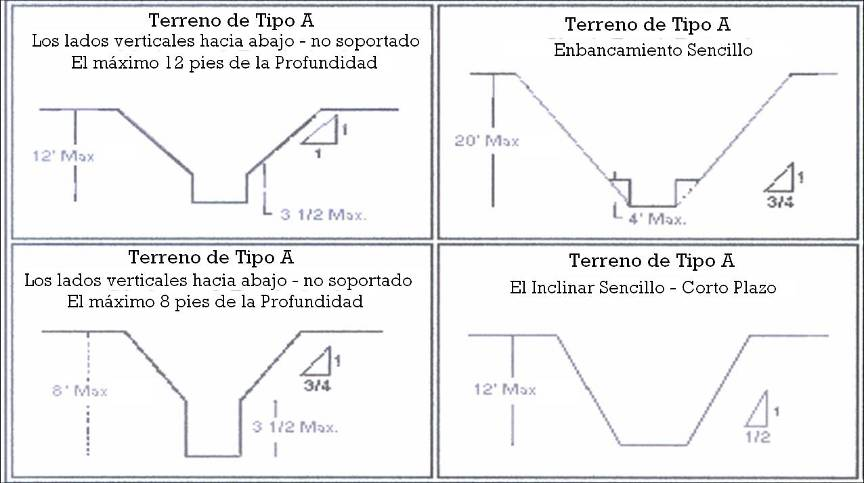 Terreno de Tipo A
Los lados verticales hacia abajo - no soportado
El máximo 12 pies de la Profundidad
12' Max
1
1
3 1/2 Max.
Terreno de Tipo A
Enbancamiento Sencillo
20' Max
1
3/4
4' Max.
Terreno de Tipo A
Los lados verticales hacia abajo - no soportado
El máximo 8 pies de la Profundidad
8' Max
1
3/4
3 1/2 Max.
Terreno de Tipo A
El Inclinar Sencillo - Corto Plazo
12' Max
1
1/2